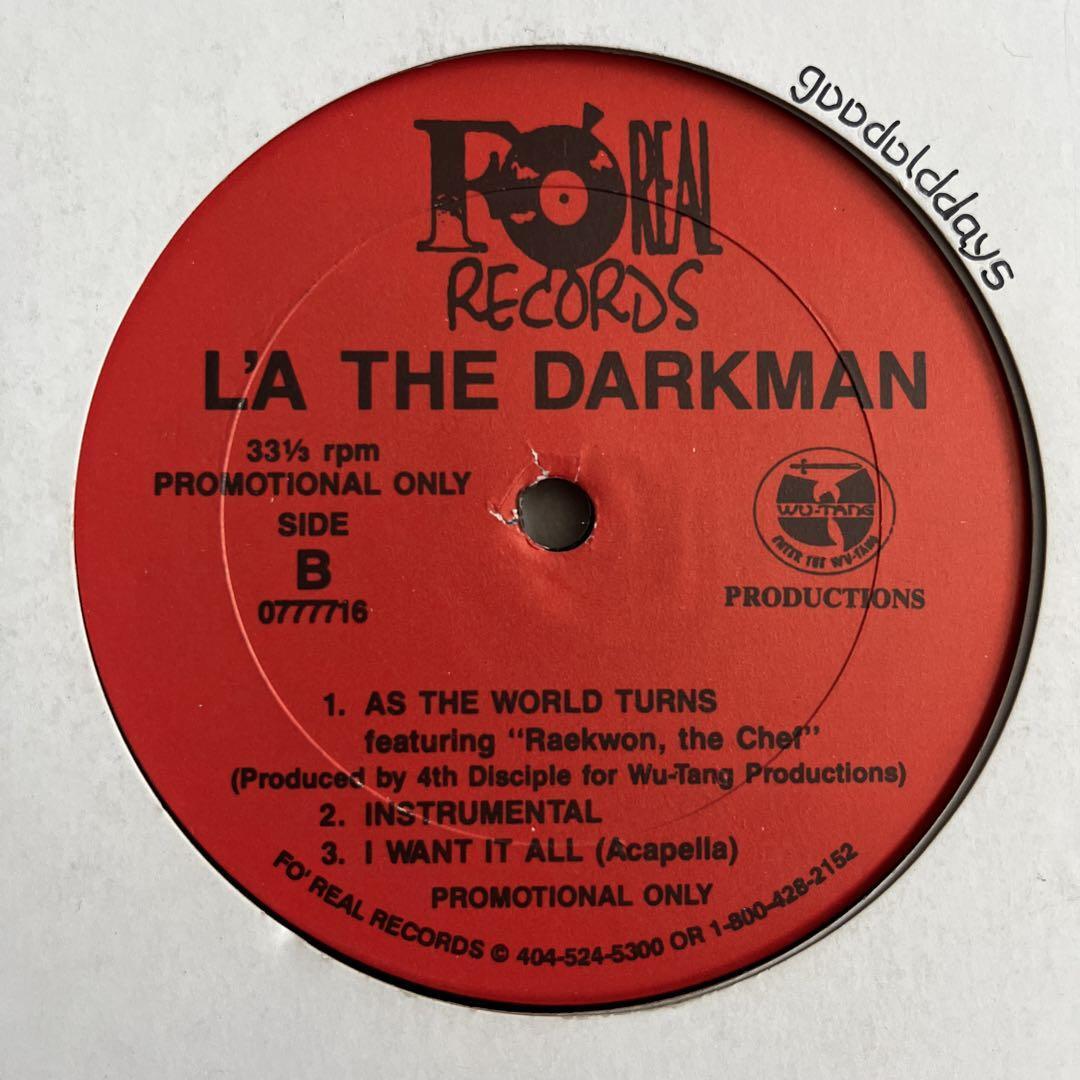 goodolddays
FO' REAL
RECORDS
L'A THE DARKMAN
33⅓ rpm
PROMOTIONAL ONLY
SIDE
B
0777716
WU-TANG
ENTER THE WU-TANG
PRODUCTIONS
1. AS THE WORLD TURNS
featuring "Raekwon, the Chef"
(Produced by 4th Disciple for Wu-Tang Productions)
2. INSTRUMENTAL
3. I WANT IT ALL (Acapella)
PROMOTIONAL ONLY
FO' REAL RECORDS © 404-524-5300 OR 1-800-428-2152